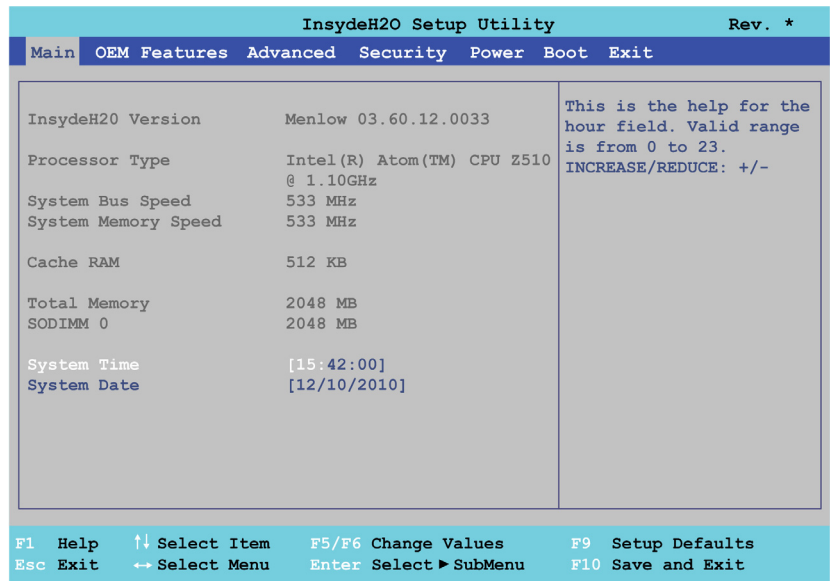 InsydeH2O Setup Utility Rev. *
Main OEM Features Advanced Security Power Boot Exit
InsydeH20 Version Menlow 03.60.12.0033
Processor Type Intel(R) Atom(TM) CPU Z510
@ 1.10GHz
System Bus Speed 533 MHz
System Memory Speed 533 MHz
Cache RAM 512 KB
Total Memory 2048 MB
SODIMM 0 2048 MB
System Time [15:42:00]
System Date [12/10/2010]
This is the help for the
hour field. Valid range
is from 0 to 23.
INCREASE/REDUCE: +/-
F1 Help ↑↓ Select Item F5/F6 Change Values F9 Setup Defaults
Esc Exit ↔ Select Menu Enter Select ► SubMenu F10 Save and Exit